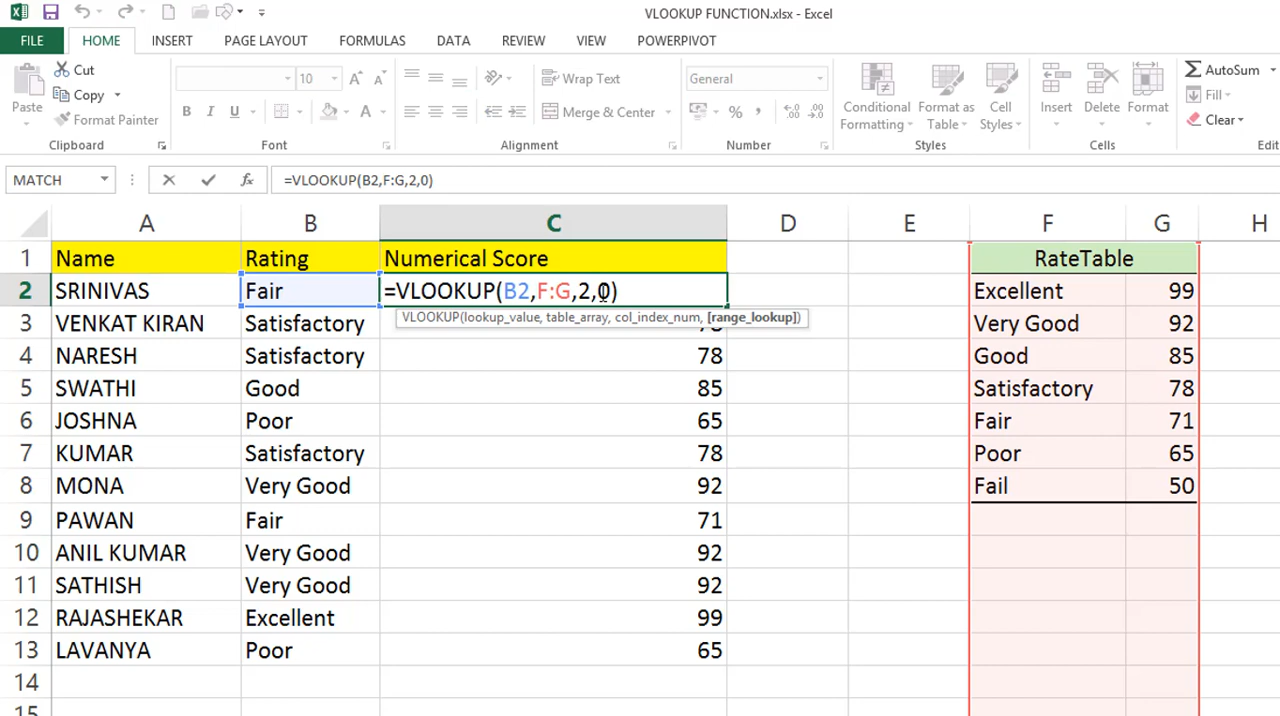 VLOOKUP FUNCTION.xlsx - Excel
FILE HOME INSERT PAGE LAYOUT FORMULAS DATA REVIEW VIEW POWERPIVOT
Cut 10 Wrap Text General AutoSum
Paste Copy Conditional Formatting Format as Table Cell Styles Insert Delete Format Fill
Format Painter B I U A Merge & Center % Clear
Clipboard Font Alignment Number Styles Cells Edit
MATCH fx =VLOOKUP(B2,F:G,2,0)
A B C D E F G H
1 Name Rating Numerical Score RateTable
2 SRINIVAS Fair =VLOOKUP(B2,F:G,2,0) Excellent 99
VLOOKUP(lookup_value, table_array, col_index_num, [range_lookup])
3 VENKAT KIRAN Satisfactory 78 Very Good 92
4 NARESH Satisfactory 78 Good 85
5 SWATHI Good 85 Satisfactory 78
6 JOSHNA Poor 65 Fair 71
7 KUMAR Satisfactory 78 Poor 65
8 MONA Very Good 92 Fail 50
9 PAWAN Fair 71
10 ANIL KUMAR Very Good 92
11 SATHISH Very Good 92
12 RAJASHEKAR Excellent 99
13 LAVANYA Poor 65
14